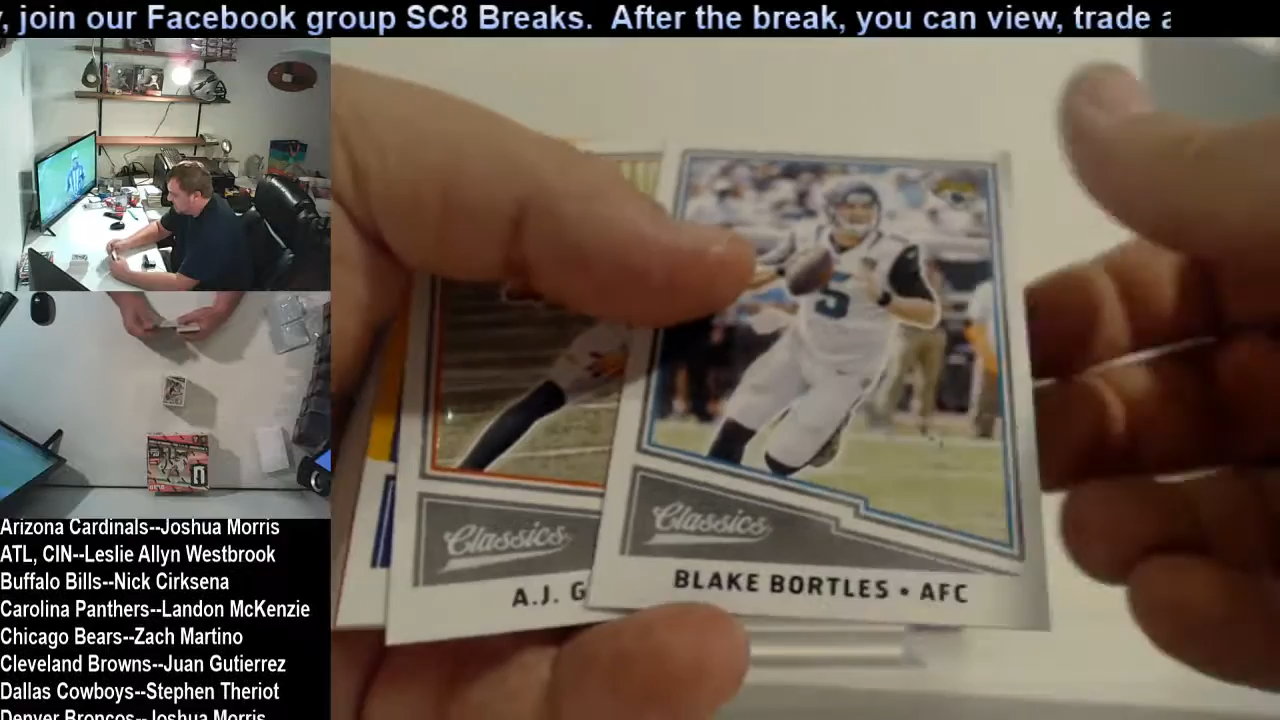 , join our Facebook group SC8 Breaks.  After the break, you can view, trade a
5
Classics
Classics
A.J. G
BLAKE BORTLES • AFC
Arizona Cardinals--Joshua Morris
ATL, CIN--Leslie Allyn Westbrook
Buffalo Bills--Nick Cirksena
Carolina Panthers--Landon McKenzie
Chicago Bears--Zach Martino
Cleveland Browns--Juan Gutierrez
Dallas Cowboys--Stephen Theriot
Denver Broncos--Joshua Morris